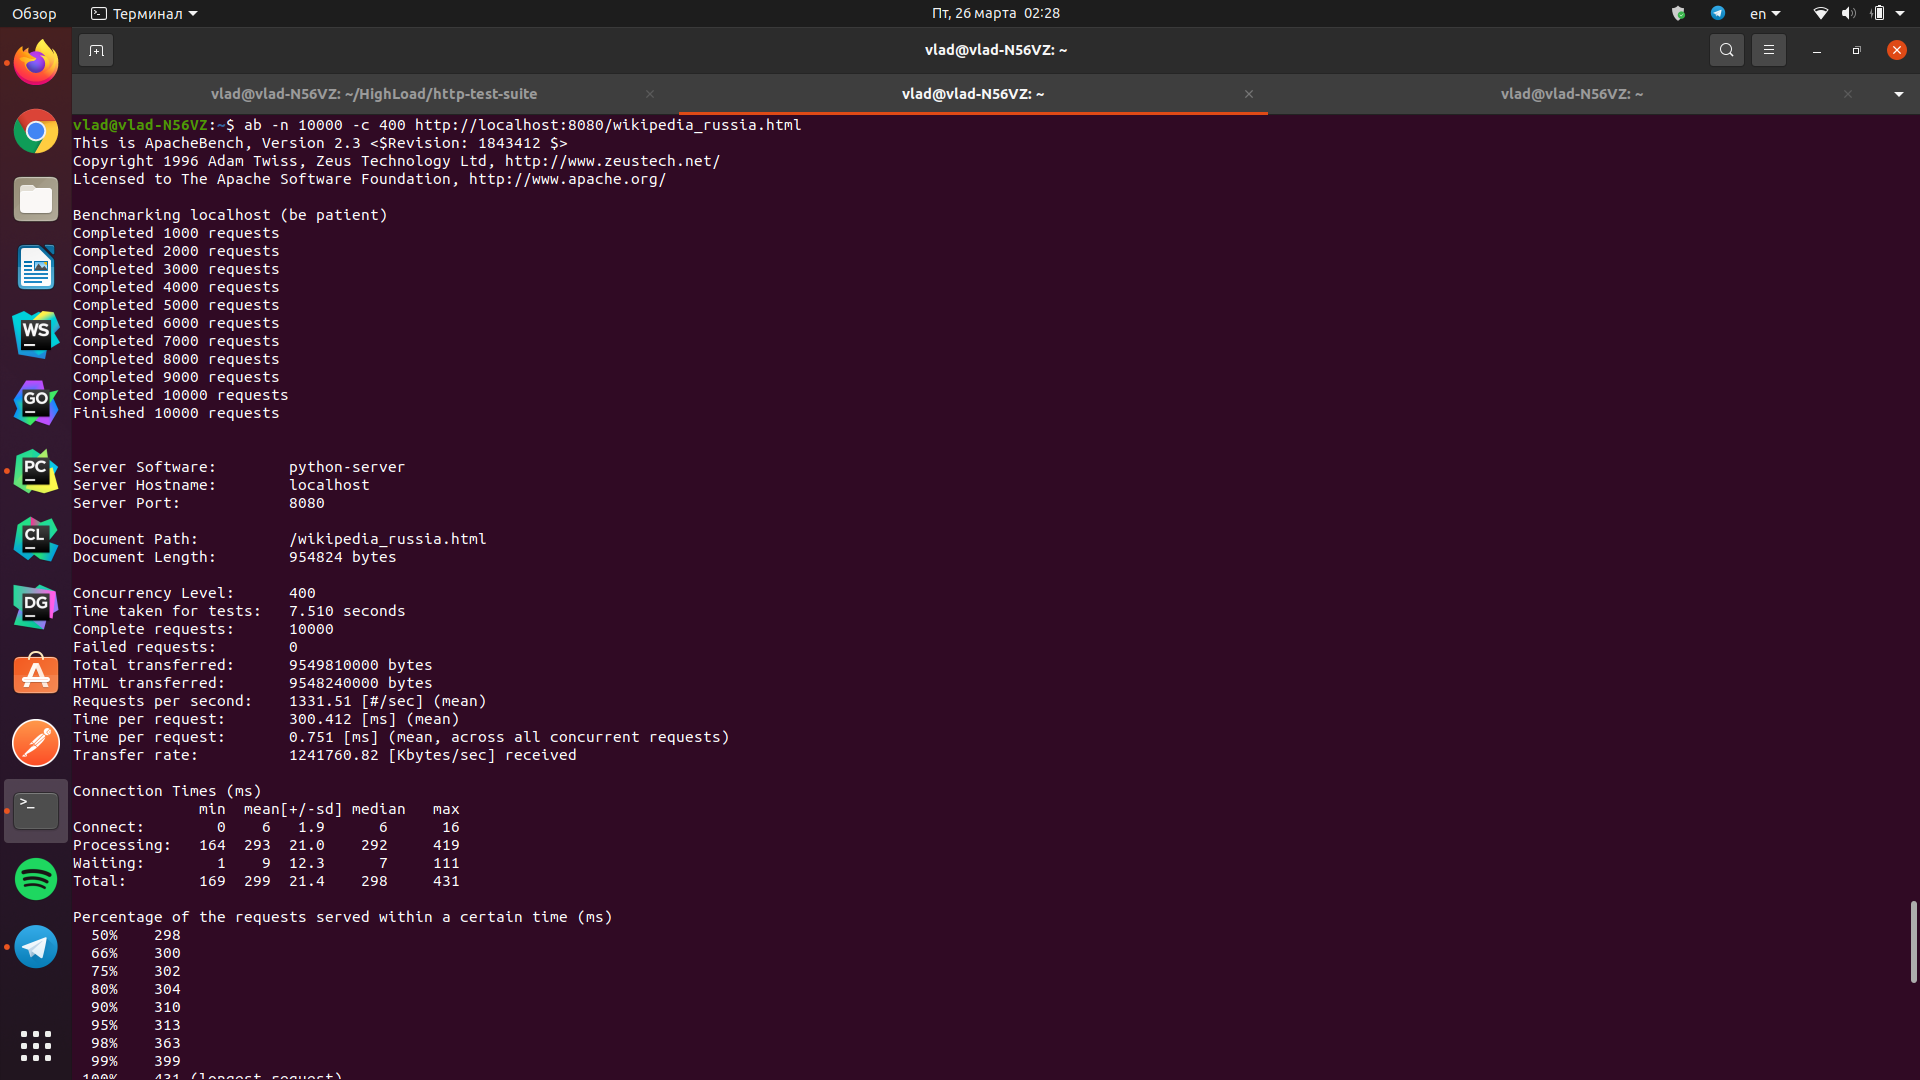 Обзор Терминал Пт, 26 марта 02:28 en
vlad@vlad-N56VZ: ~
vlad@vlad-N56VZ: ~/HighLoad/http-test-suite vlad@vlad-N56VZ: ~ vlad@vlad-N56VZ: ~
vlad@vlad-N56VZ:~$ ab -n 10000 -c 400 http://localhost:8080/wikipedia_russia.html
This is ApacheBench, Version 2.3 <$Revision: 1843412 $>
Copyright 1996 Adam Twiss, Zeus Technology Ltd, http://www.zeustech.net/
Licensed to The Apache Software Foundation, http://www.apache.org/
Benchmarking localhost (be patient)
Completed 1000 requests
Completed 2000 requests
Completed 3000 requests
Completed 4000 requests
Completed 5000 requests
Completed 6000 requests
Completed 7000 requests
Completed 8000 requests
Completed 9000 requests
Completed 10000 requests
Finished 10000 requests
Server Software: python-server
Server Hostname: localhost
Server Port: 8080
Document Path: /wikipedia_russia.html
Document Length: 954824 bytes
Concurrency Level: 400
Time taken for tests: 7.510 seconds
Complete requests: 10000
Failed requests: 0
Total transferred: 9549810000 bytes
HTML transferred: 9548240000 bytes
Requests per second: 1331.51 [#/sec] (mean)
Time per request: 300.412 [ms] (mean)
Time per request: 0.751 [ms] (mean, across all concurrent requests)
Transfer rate: 1241760.82 [Kbytes/sec] received
Connection Times (ms)
min mean[+/-sd] median max
Connect: 0 6 1.9 6 16
Processing: 164 293 21.0 292 419
Waiting: 1 9 12.3 7 111
Total: 169 299 21.4 298 431
Percentage of the requests served within a certain time (ms)
50% 298
66% 300
75% 302
80% 304
90% 310
95% 313
98% 363
99% 399
100% 431 (longest request)
WS
GO
PC
CL
DG
>_